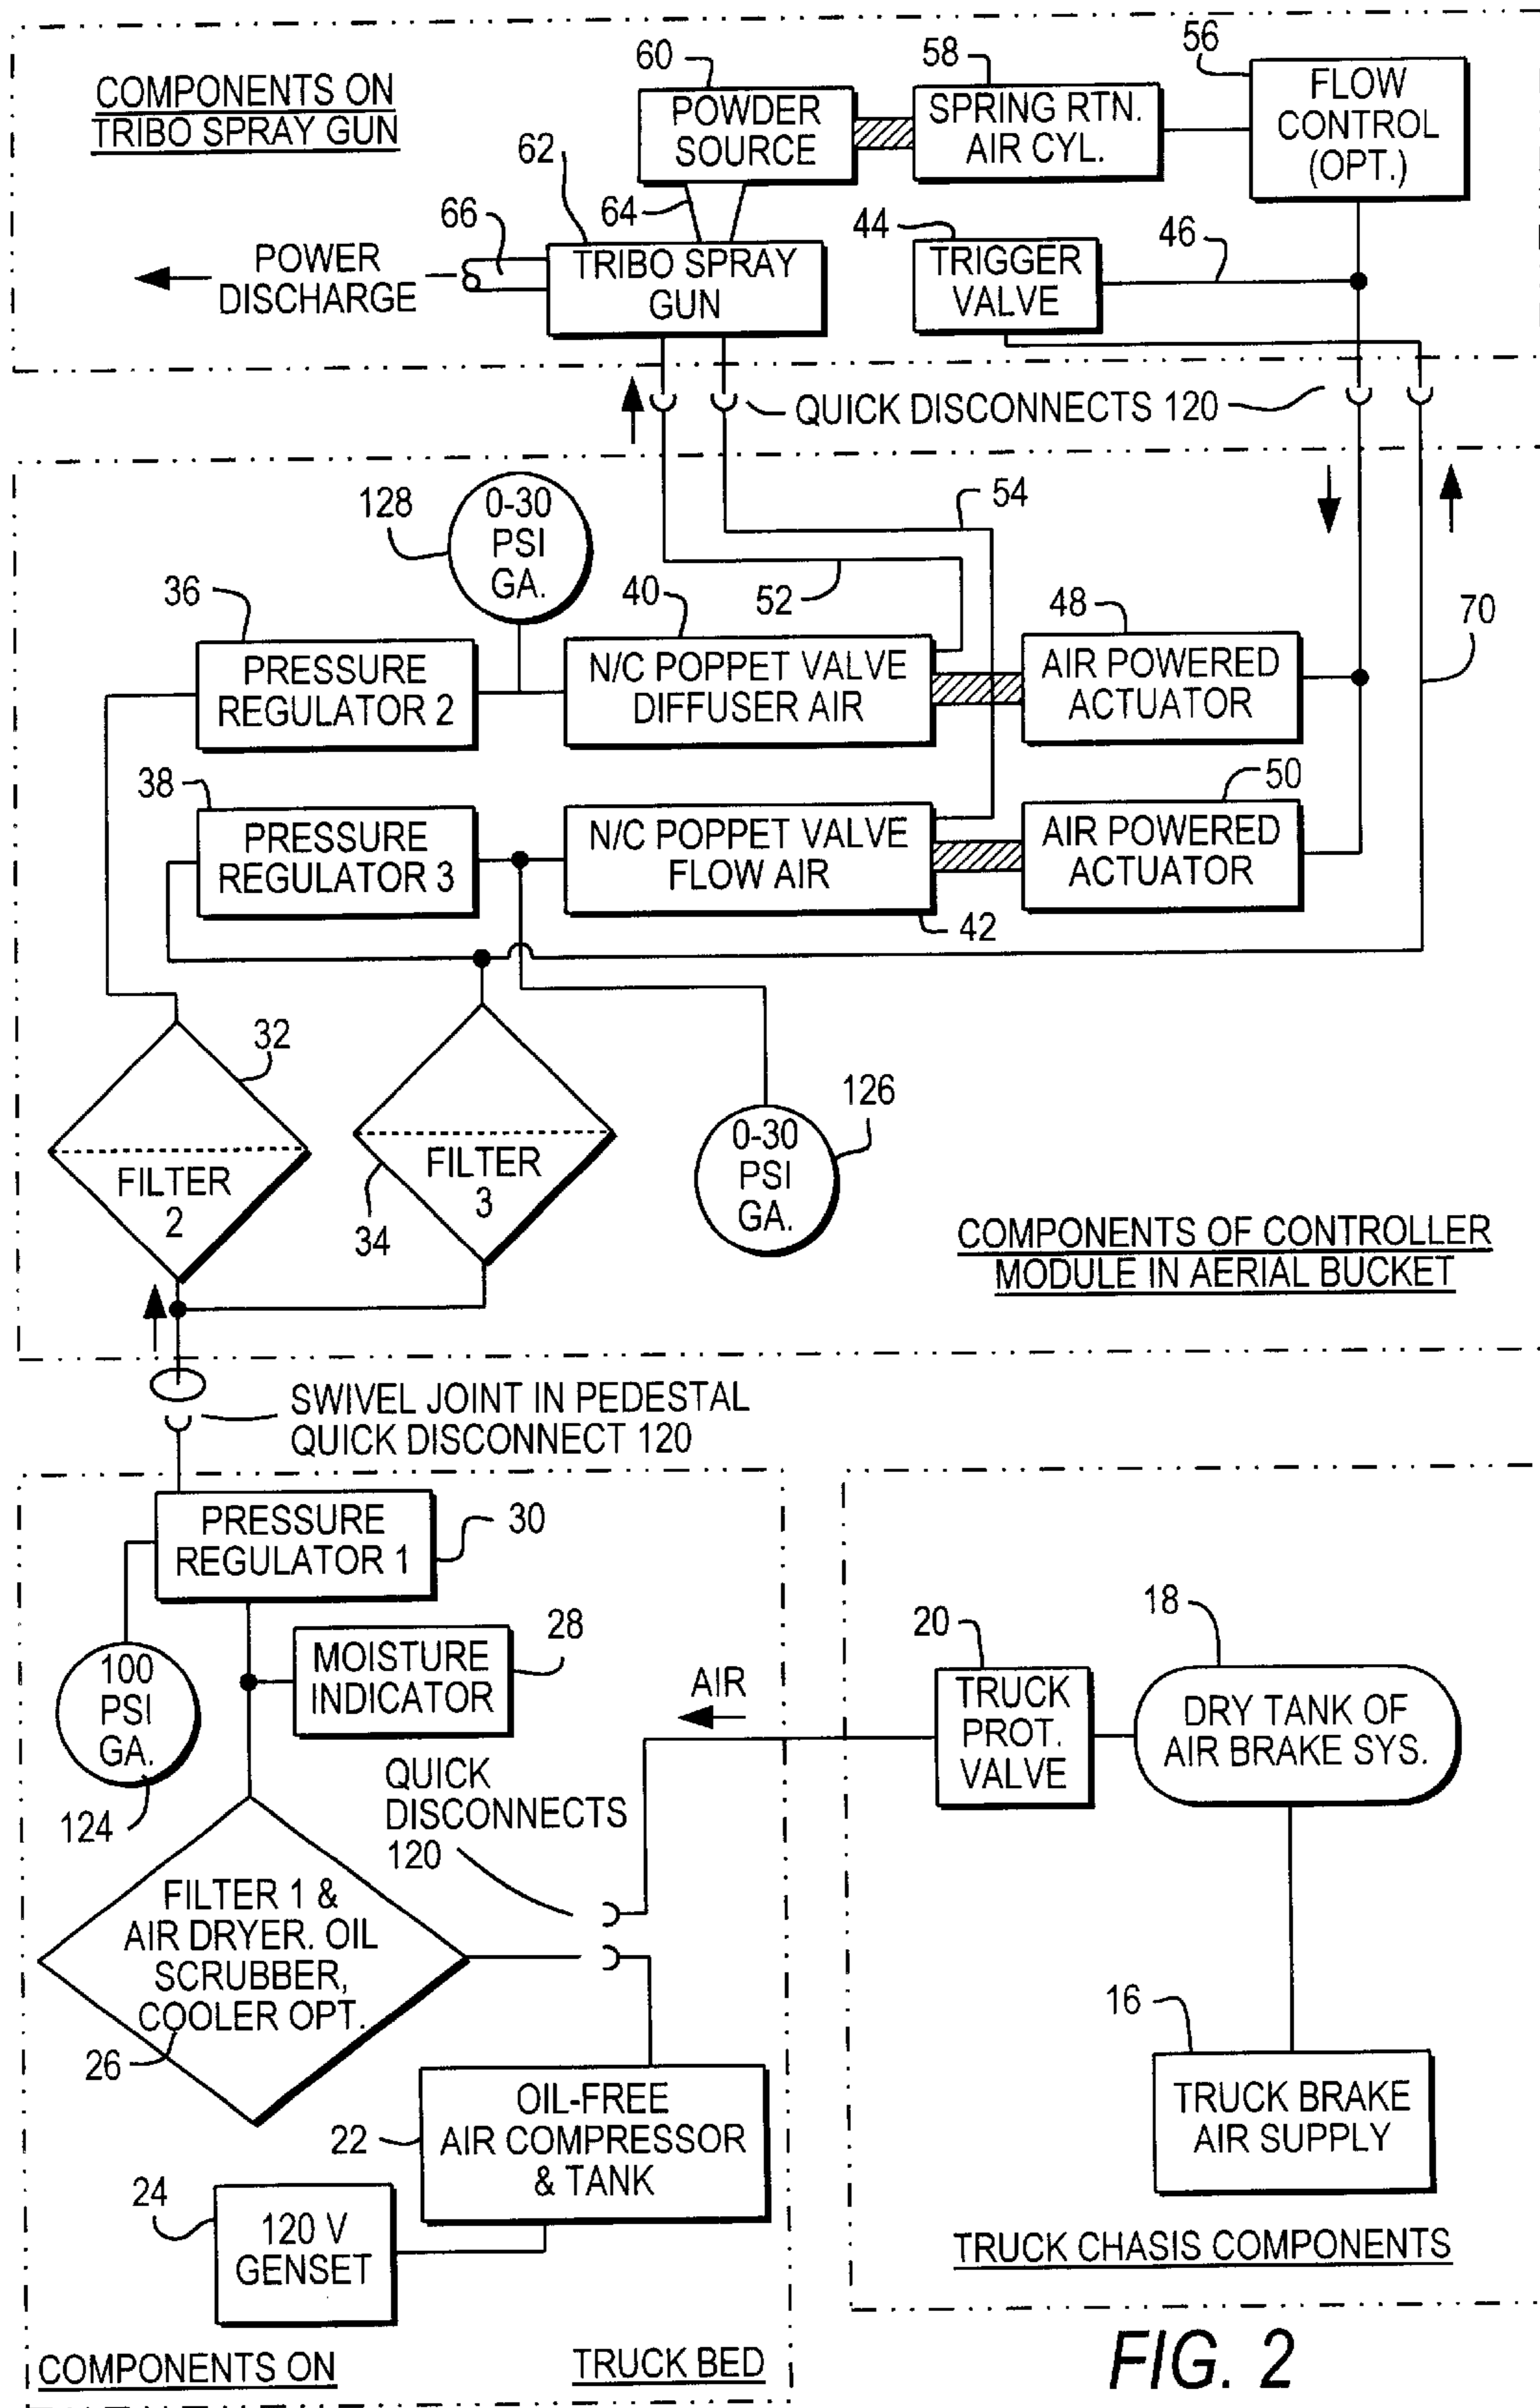 COMPONENTS ON
TRIBO SPRAY GUN
60
POWDER
SOURCE
58
SPRING RTN.
AIR CYL.
56
FLOW
CONTROL
(OPT.)
62
64
66
POWER
DISCHARGE
TRIBO SPRAY
GUN
44
TRIGGER
VALVE
46
QUICK DISCONNECTS 120
128
0-30
PSI
GA.
54
52
36
PRESSURE
REGULATOR 2
40
N/C POPPET VALVE
DIFFUSER AIR
48
AIR POWERED
ACTUATOR
70
38
PRESSURE
REGULATOR 3
N/C POPPET VALVE
FLOW AIR
42
50
AIR POWERED
ACTUATOR
32
FILTER
2
FILTER
3
34
126
0-30
PSI
GA.
COMPONENTS OF CONTROLLER
MODULE IN AERIAL BUCKET
SWIVEL JOINT IN PEDESTAL
QUICK DISCONNECT 120
PRESSURE
REGULATOR 1
30
100
PSI
GA.
124
MOISTURE
INDICATOR
28
AIR
QUICK
DISCONNECTS
120
20
TRUCK
PROT.
VALVE
18
DRY TANK OF
AIR BRAKE SYS.
FILTER 1 &
AIR DRYER. OIL
SCRUBBER,
COOLER OPT.
26
16
TRUCK BRAKE
AIR SUPPLY
22
OIL-FREE
AIR COMPRESSOR
& TANK
24
120 V
GENSET
TRUCK CHASIS COMPONENTS
COMPONENTS ON TRUCK BED
FIG. 2